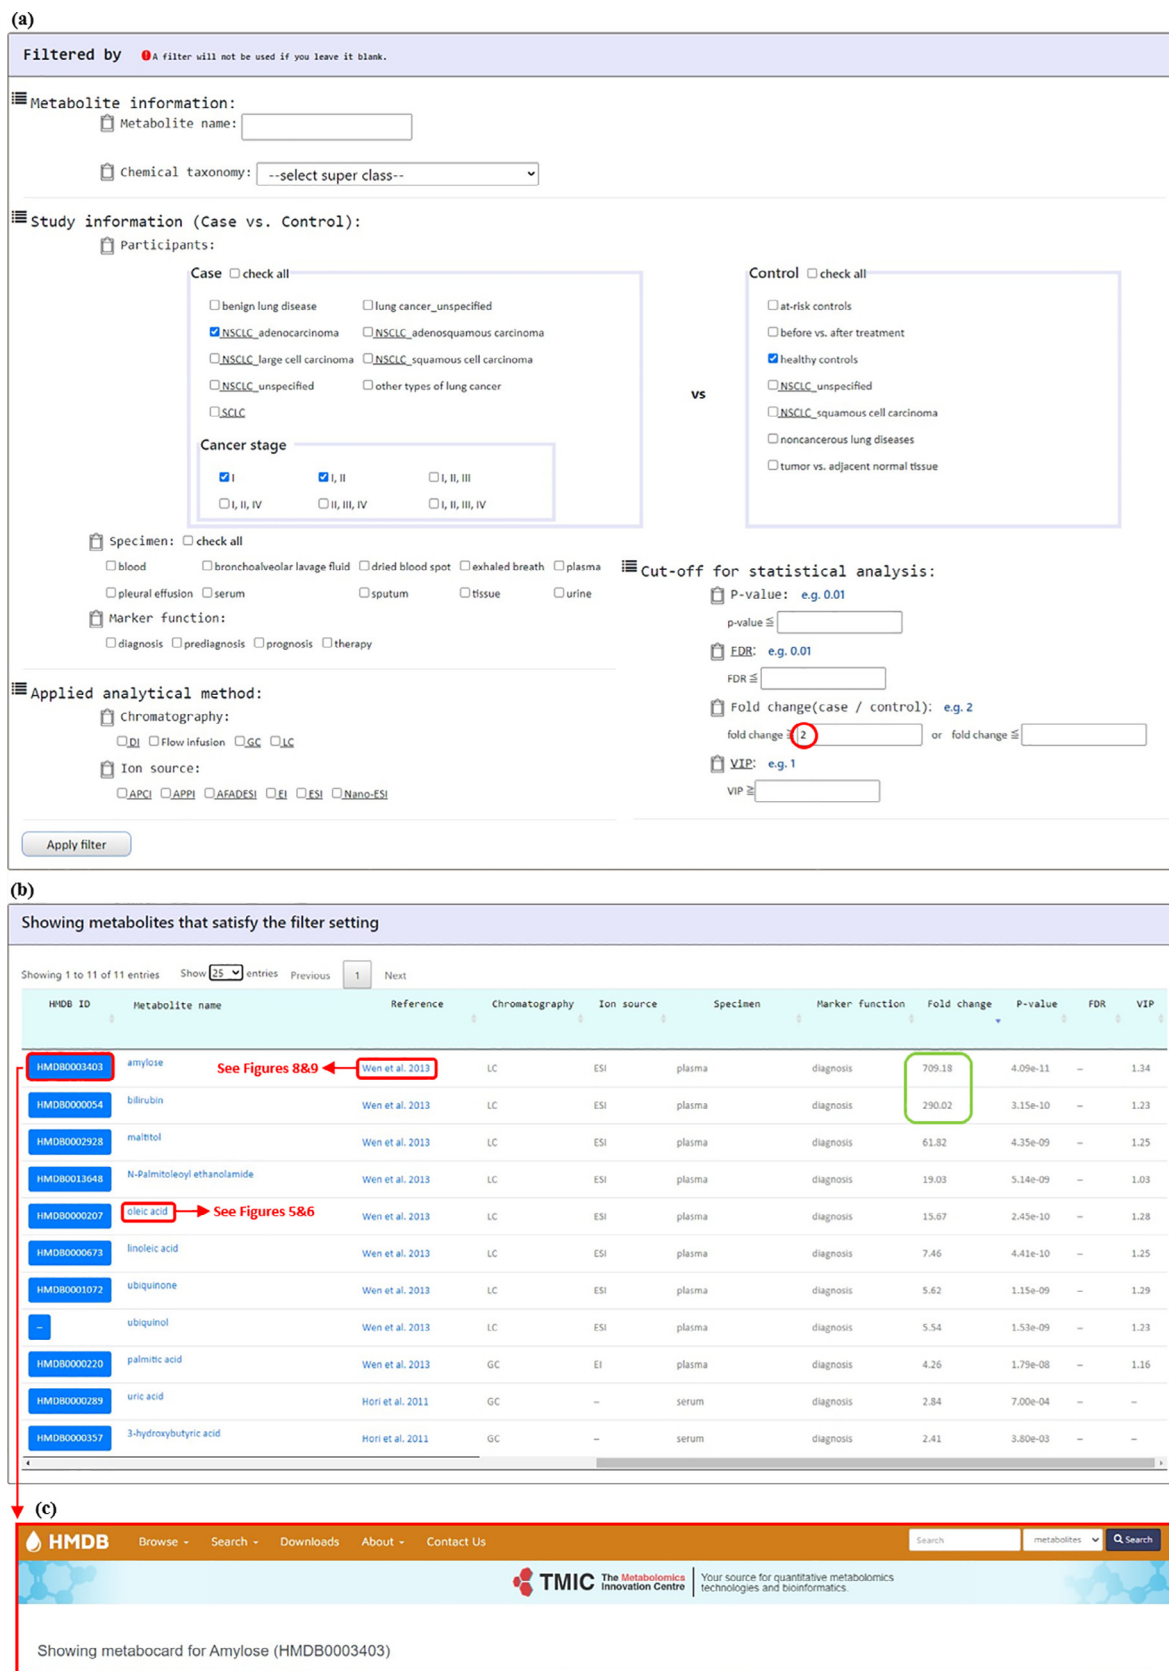 (a)
Filtered by A filter will not be used if you leave it blank.
Metabolite information:
Metabolite name:
Chemical taxonomy: --select super class--
Study information (Case vs. Control):
Participants:
Case check all
benign lung disease lung cancer_unspecified
NSCLC_adenocarcinoma NSCLC_adenosquamous carcinoma
NSCLC_large cell carcinoma NSCLC_squamous cell carcinoma
NSCLC_unspecified other types of lung cancer
SCLC
Cancer stage
I I, II I, II, III
I, II, IV II, III, IV I, II, III, IV
vs
Control check all
at-risk controls
before vs. after treatment
healthy controls
NSCLC_unspecified
NSCLC_squamous cell carcinoma
noncancerous lung diseases
tumor vs. adjacent normal tissue
Specimen: check all
blood bronchoalveolar lavage fluid dried blood spot exhaled breath plasma
pleural effusion serum sputum tissue urine
Marker function:
diagnosis prediagnosis prognosis therapy
Applied analytical method:
Chromatography:
DI Flow infusion GC LC
Ion source:
APCI APPI AFADESI EI ESI Nano-ESI
Cut-off for statistical analysis:
P-value: e.g. 0.01
p-value ≦
FDR: e.g. 0.01
FDR ≦
Fold change(case / control): e.g. 2
fold change ≧ 2 or fold change ≦
VIP: e.g. 1
VIP ≧
Apply filter
(b)
Showing metabolites that satisfy the filter setting
Showing 1 to 11 of 11 entries Show 25 entries Previous 1 Next
HMDB ID Metabolite name Reference Chromatography Ion source Specimen Marker function Fold change P-value FDR VIP
HMDB0003403 amylose See Figures 8&9 Wen et al. 2013 LC ESI plasma diagnosis 709.18 4.09e-11 – 1.34
HMDB0000054 bilirubin Wen et al. 2013 LC ESI plasma diagnosis 290.02 3.15e-10 – 1.23
HMDB0002928 maltitol Wen et al. 2013 LC ESI plasma diagnosis 61.82 4.35e-09 – 1.25
HMDB0013648 N-Palmitoleoyl ethanolamide Wen et al. 2013 LC ESI plasma diagnosis 19.03 5.14e-09 – 1.03
HMDB0000207 oleic acid See Figures 5&6 Wen et al. 2013 LC ESI plasma diagnosis 15.67 2.45e-10 – 1.28
HMDB0000673 linoleic acid Wen et al. 2013 LC ESI plasma diagnosis 7.46 4.41e-10 – 1.25
HMDB0001072 ubiquinone Wen et al. 2013 LC ESI plasma diagnosis 5.62 1.15e-09 – 1.29
– ubiquinol Wen et al. 2013 LC ESI plasma diagnosis 5.54 1.53e-09 – 1.23
HMDB0000220 palmitic acid Wen et al. 2013 GC EI plasma diagnosis 4.26 1.79e-08 – 1.16
HMDB0000289 uric acid Hori et al. 2011 GC – serum diagnosis 2.84 7.00e-04 – –
HMDB0000357 3-hydroxybutyric acid Hori et al. 2011 GC – serum diagnosis 2.41 3.80e-03 – –
(c)
HMDB Browse Search Downloads About Contact Us Search metabolites Search
TMIC The Metabolomics Innovation Centre Your source for quantitative metabolomics technologies and bioinformatics.
Showing metabocard for Amylose (HMDB0003403)